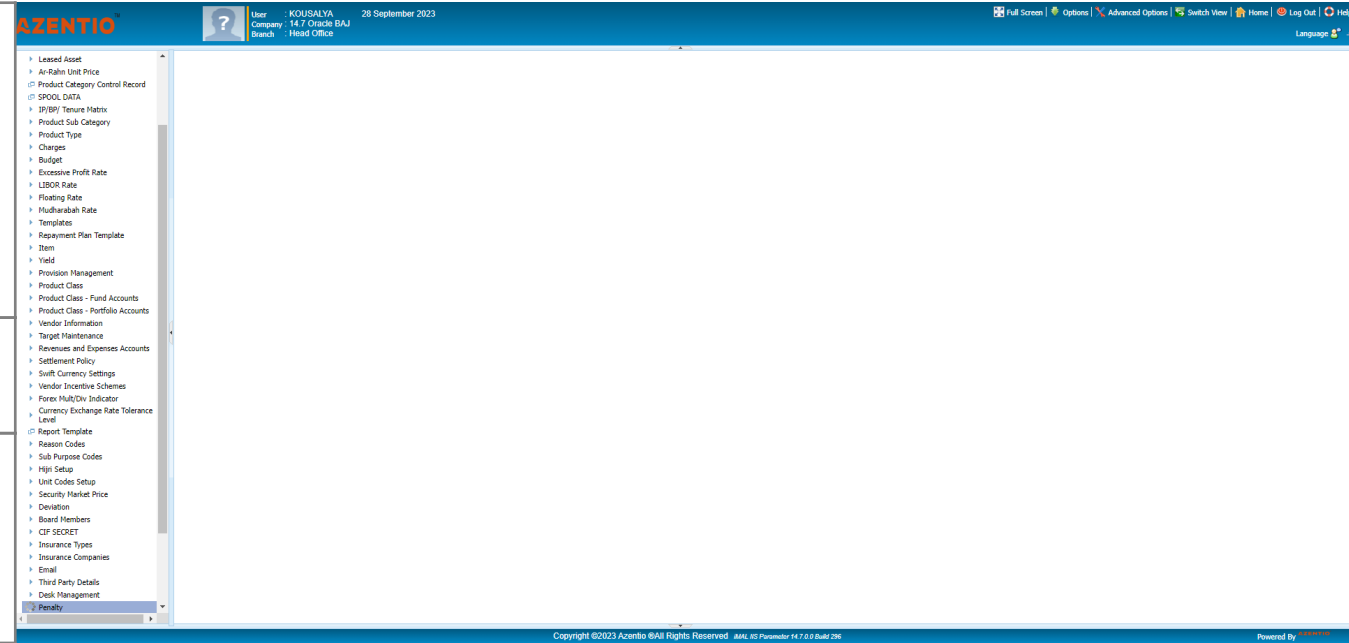 AZENTIO
User : KOUSALYA 28 September 2023
Company : 14.7 Oracle BAJ
Branch : Head Office
Full Screen | Options | Advanced Options | Switch View | Home | Log Out | Help
Language
Leased Asset
Ar-Rahn Unit Price
Product Category Control Record
SPOOL DATA
IP/BP/ Tenure Matrix
Product Sub Category
Product Type
Charges
Budget
Excessive Profit Rate
LIBOR Rate
Floating Rate
Mudharabah Rate
Templates
Repayment Plan Template
Item
Yield
Provision Management
Product Class
Product Class - Fund Accounts
Product Class - Portfolio Accounts
Vendor Information
Target Maintenance
Revenues and Expenses Accounts
Settlement Policy
Swift Currency Settings
Vendor Incentive Schemes
Forex Mult/Div Indicator
Currency Exchange Rate Tolerance
Level
Report Template
Reason Codes
Sub Purpose Codes
Hijri Setup
Unit Codes Setup
Security Market Price
Deviation
Board Members
CIF SECRET
Insurance Types
Insurance Companies
Email
Third Party Details
Desk Management
Penalty
Copyright ©2023 Azentio ®All Rights Reserved iMAL IIS Parameter 14.7.0.0 Build 296
Powered By AZENTIO